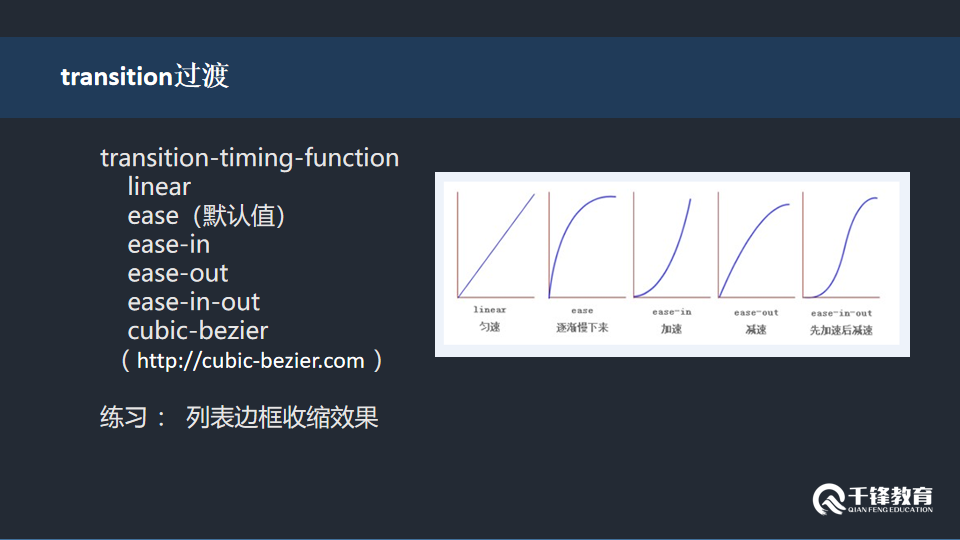 transition过渡
transition-timing-function
linear
ease（默认值）
ease-in
ease-out
ease-in-out
cubic-bezier
（http://cubic-bezier.com ）
linear ease ease-in ease-out ease-in-out
匀速 逐渐慢下来 加速 减速 先加速后减速
练习： 列表边框收缩效果
千锋教育
QIAN FENG EDUCATION